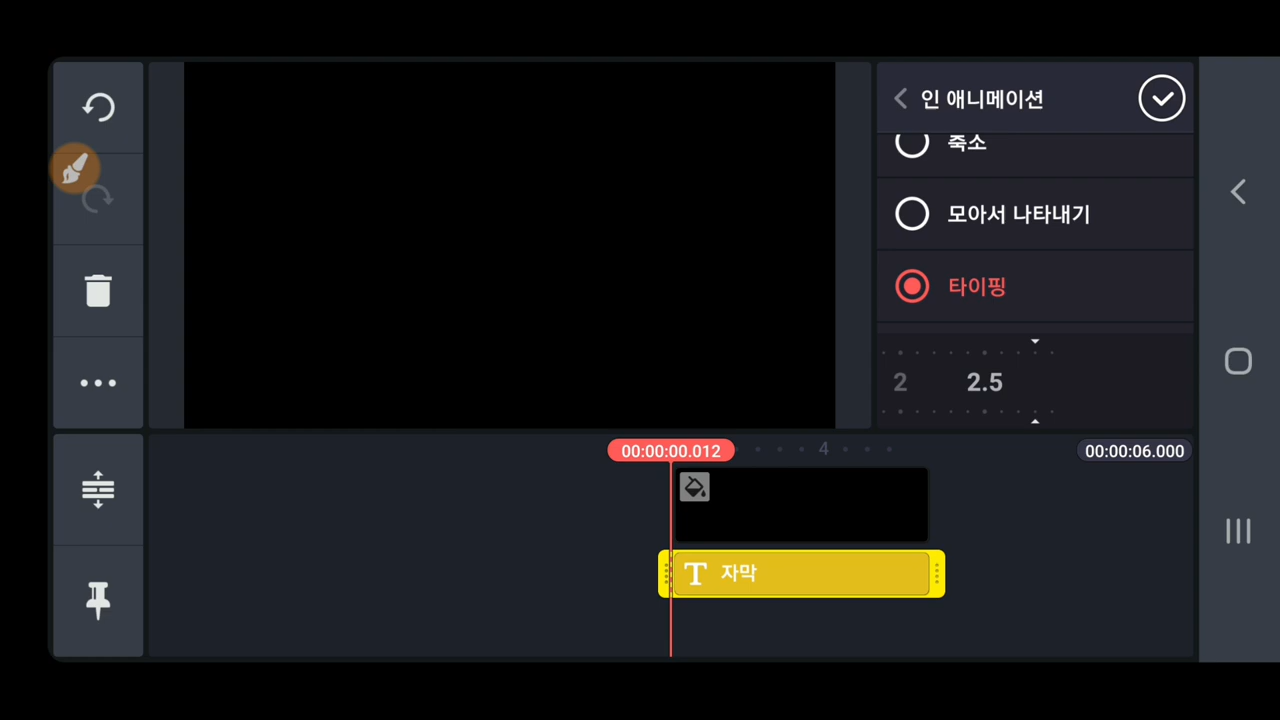 인 애니메이션
축소
모아서 나타내기
타이핑
2 2.5
00:00:00.012 4 00:00:06.000
T 자막